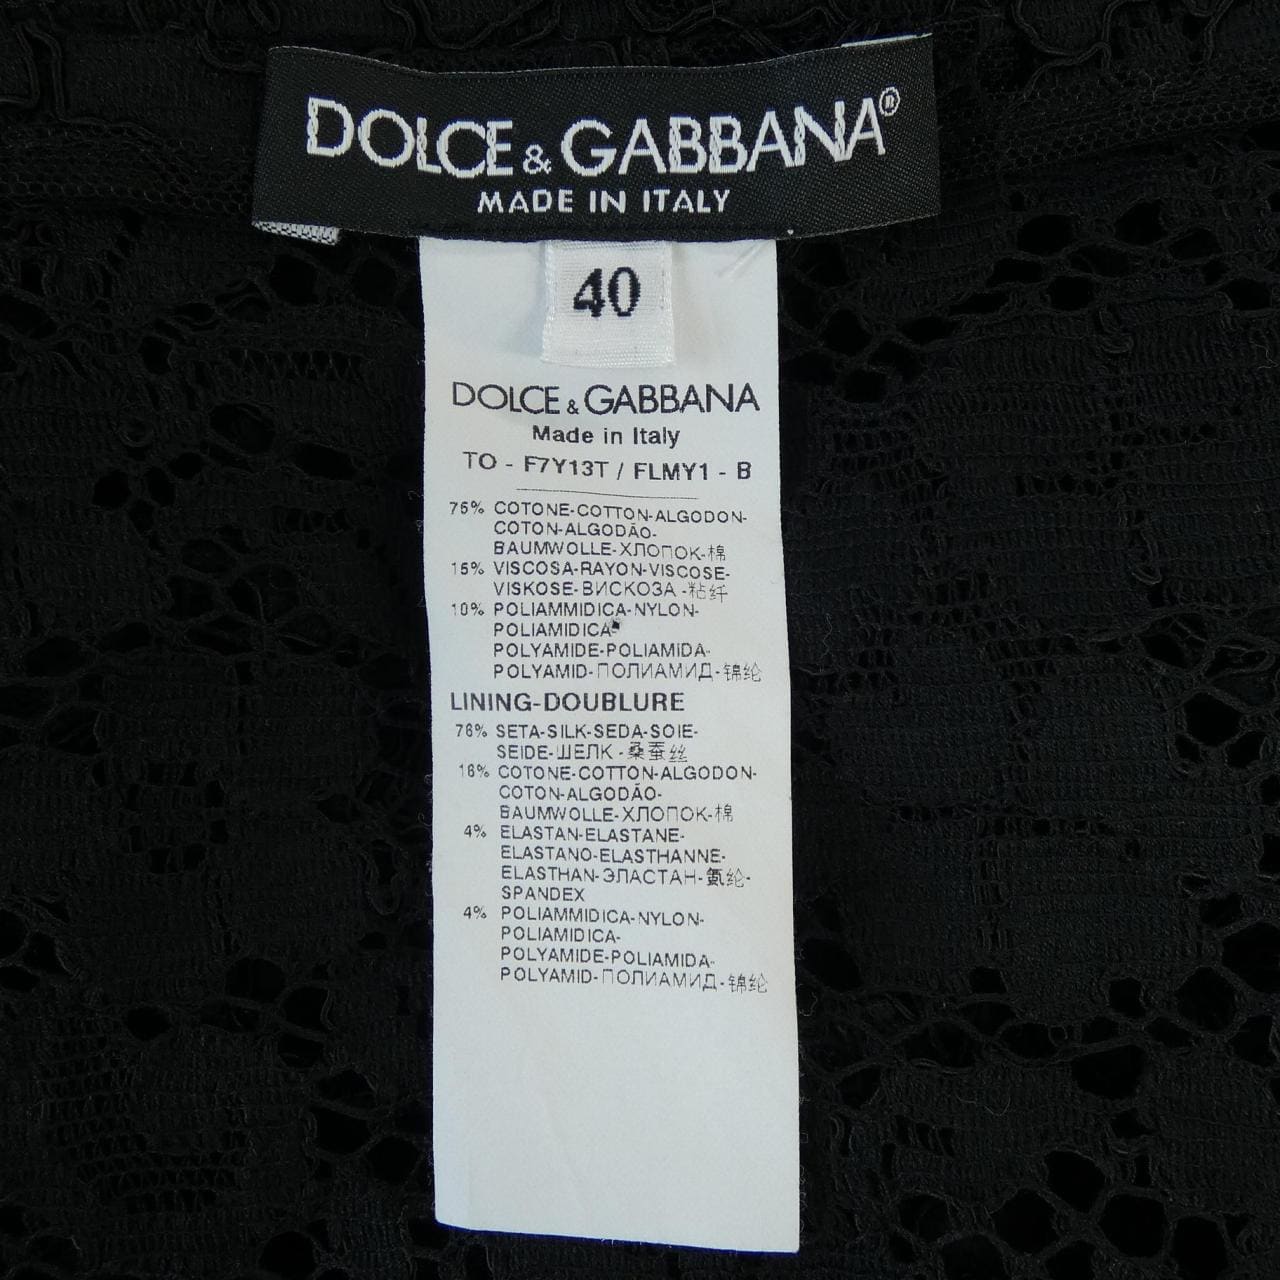 DOLCE & GABBANA®
MADE IN ITALY
40
DOLCE & GABBANA
Made in Italy
TO - F7Y13T / FLMY1 - B
75% COTONE-COTTON-ALGODON-
COTON-ALGODÃO-
BAUMWOLLE-ХЛОПОК-棉
15% VISCOSA-RAYON-VISCOSE-
VISKOSE-ВИСКОЗА-粘纤
10% POLIAMMIDICA-NYLON-
POLIAMIDICA-
POLYAMIDE-POLIAMIDA-
POLYAMID-ПОЛИАМИД-锦纶
LINING-DOUBLURE
76% SETA-SILK-SEDA-SOIE-
SEIDE-ШЕЛК-桑蚕丝
16% COTONE-COTTON-ALGODON-
COTON-ALGODÃO-
BAUMWOLLE-ХЛОПОК-棉
4% ELASTAN-ELASTANE-
ELASTANO-ELASTHANNE-
ELASTHAN-ЭЛАСТАН-氨纶-
SPANDEX
4% POLIAMMIDICA-NYLON-
POLIAMIDICA-
POLYAMIDE-POLIAMIDA-
POLYAMID-ПОЛИАМИД-锦纶